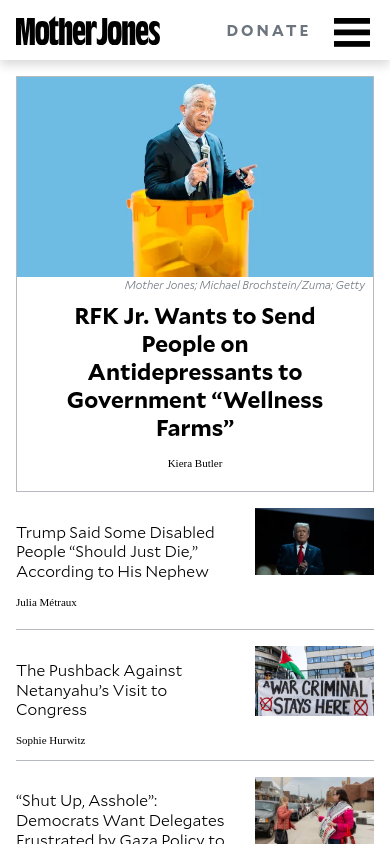 Mother Jones
DONATE
Mother Jones; Michael Brochstein/Zuma; Getty
RFK Jr. Wants to Send
People on
Antidepressants to
Government “Wellness
Farms”
Kiera Butler
Trump Said Some Disabled
People “Should Just Die,”
According to His Nephew
Julia Métraux
The Pushback Against
Netanyahu’s Visit to
Congress
Sophie Hurwitz
WAR CRIMINAL
STAYS HERE
“Shut Up, Asshole”:
Democrats Want Delegates
Frustrated by Gaza Policy to